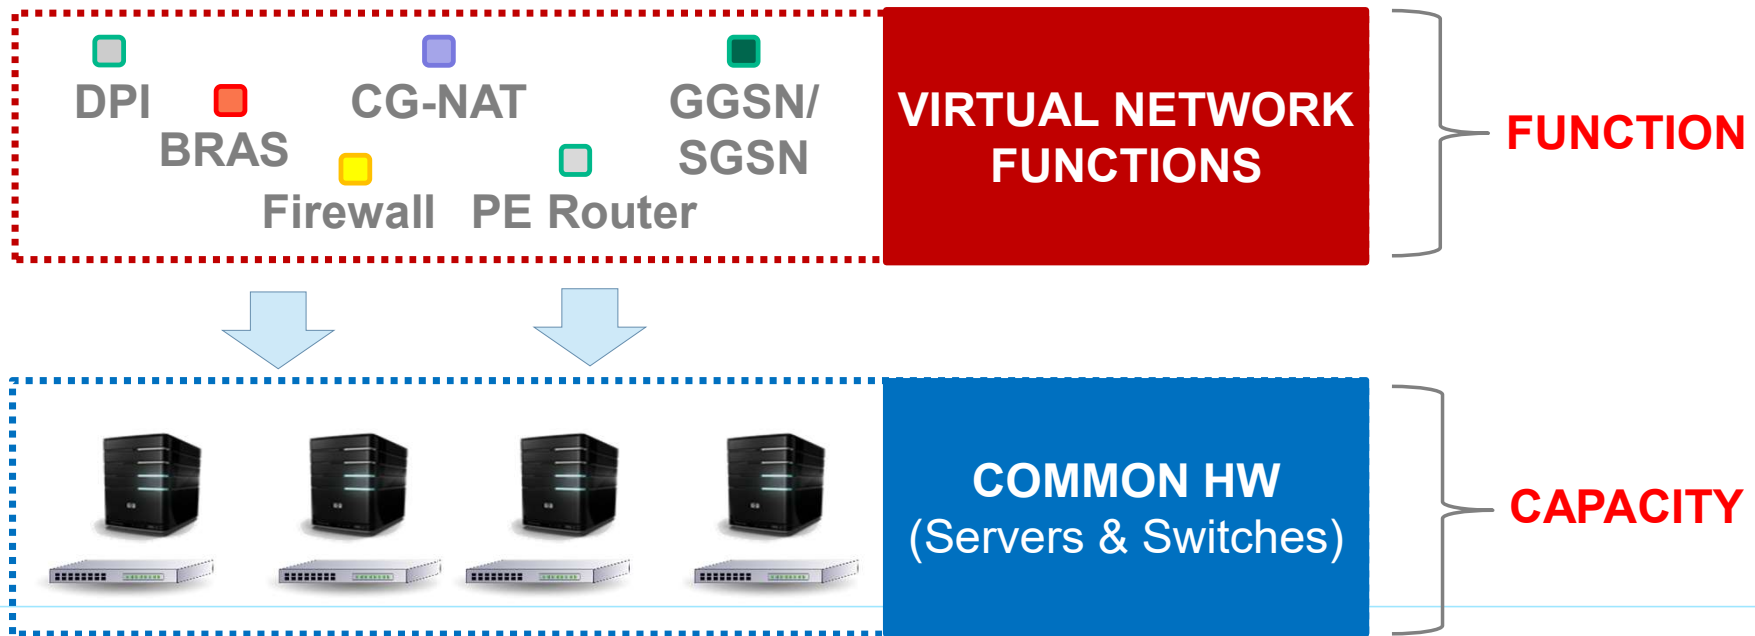 DPI
BRAS
Firewall
CG-NAT
PE Router
GGSN/
SGSN
VIRTUAL NETWORK
FUNCTIONS
FUNCTION
COMMON HW
(Servers & Switches)
CAPACITY